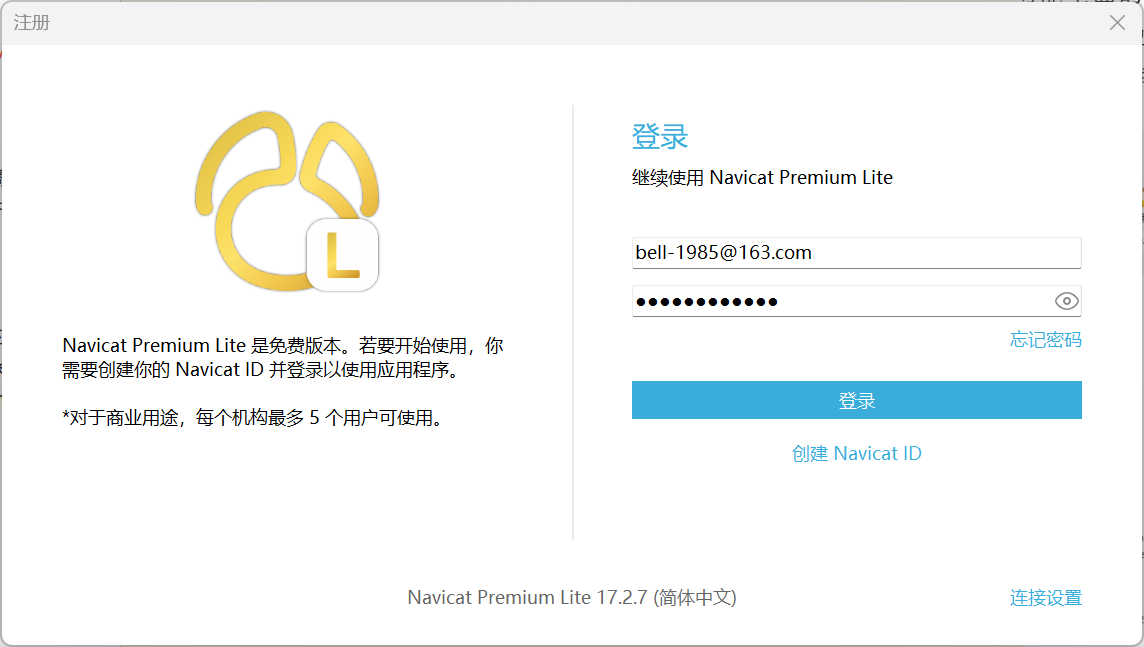 注册
L
Navicat Premium Lite 是免费版本。若要开始使用，你
需要创建你的 Navicat ID 并登录以使用应用程序。
*对于商业用途，每个机构最多 5 个用户可使用。
登录
继续使用 Navicat Premium Lite
bell-1985@163.com
●●●●●●●●●●●●
忘记密码
登录
创建 Navicat ID
Navicat Premium Lite 17.2.7 (简体中文)
连接设置